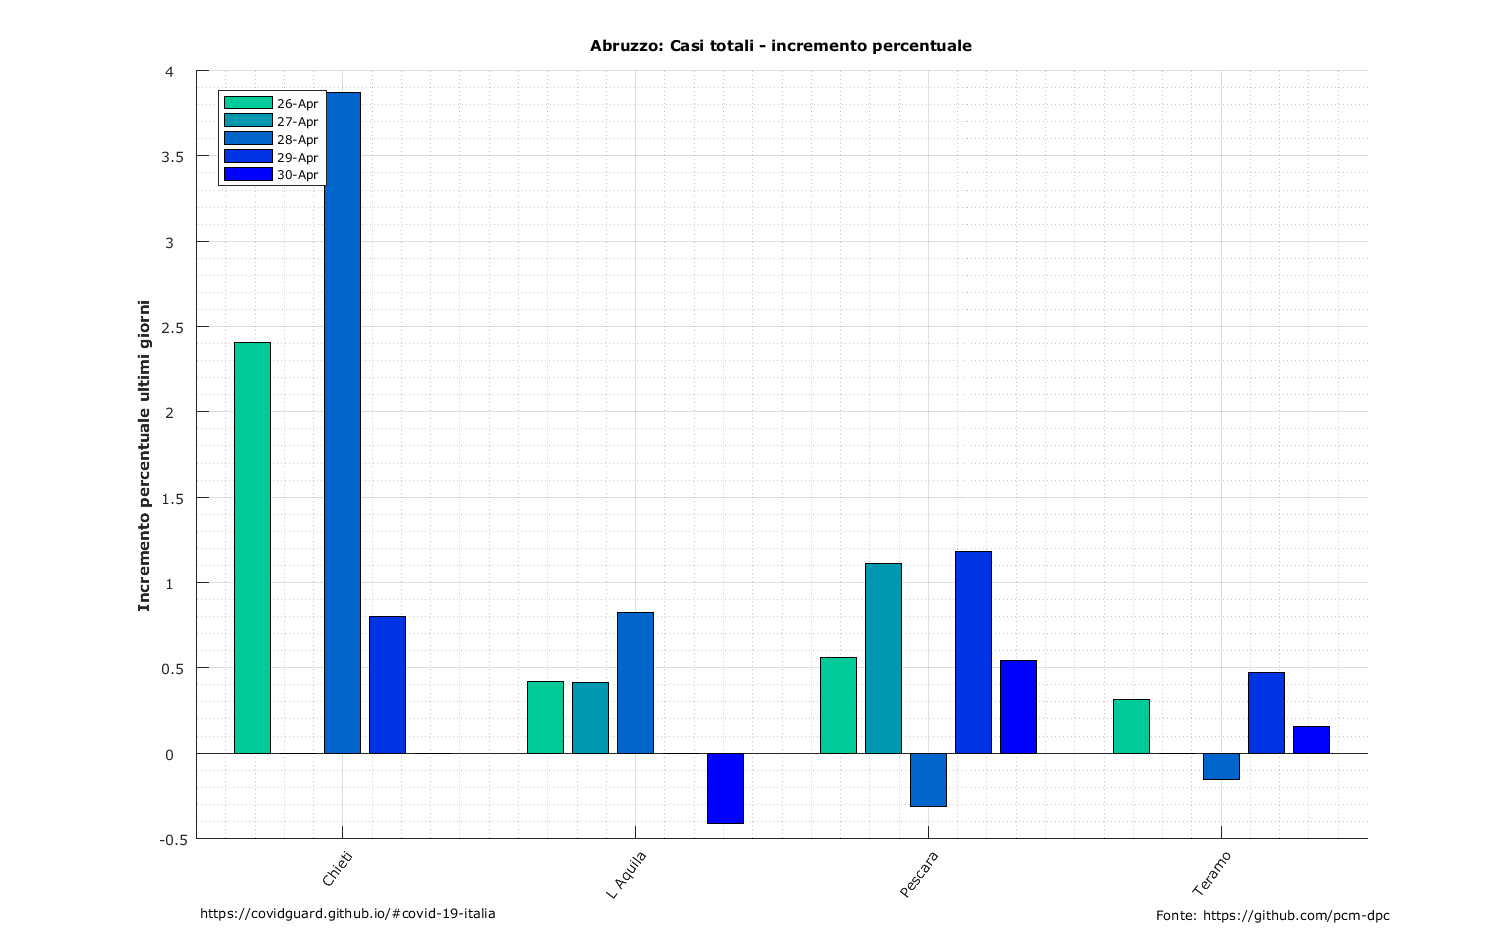 Abruzzo: Casi totali - incremento percentuale
4
3.5
3
2.5
2
1.5
1
0.5
0
-0.5
Incremento percentuale ultimi giorni
26-Apr
27-Apr
28-Apr
29-Apr
30-Apr
Chieti
L Aquila
Pescara
Teramo
https://covidguard.github.io/#covid-19-italia
Fonte: https://github.com/pcm-dpc